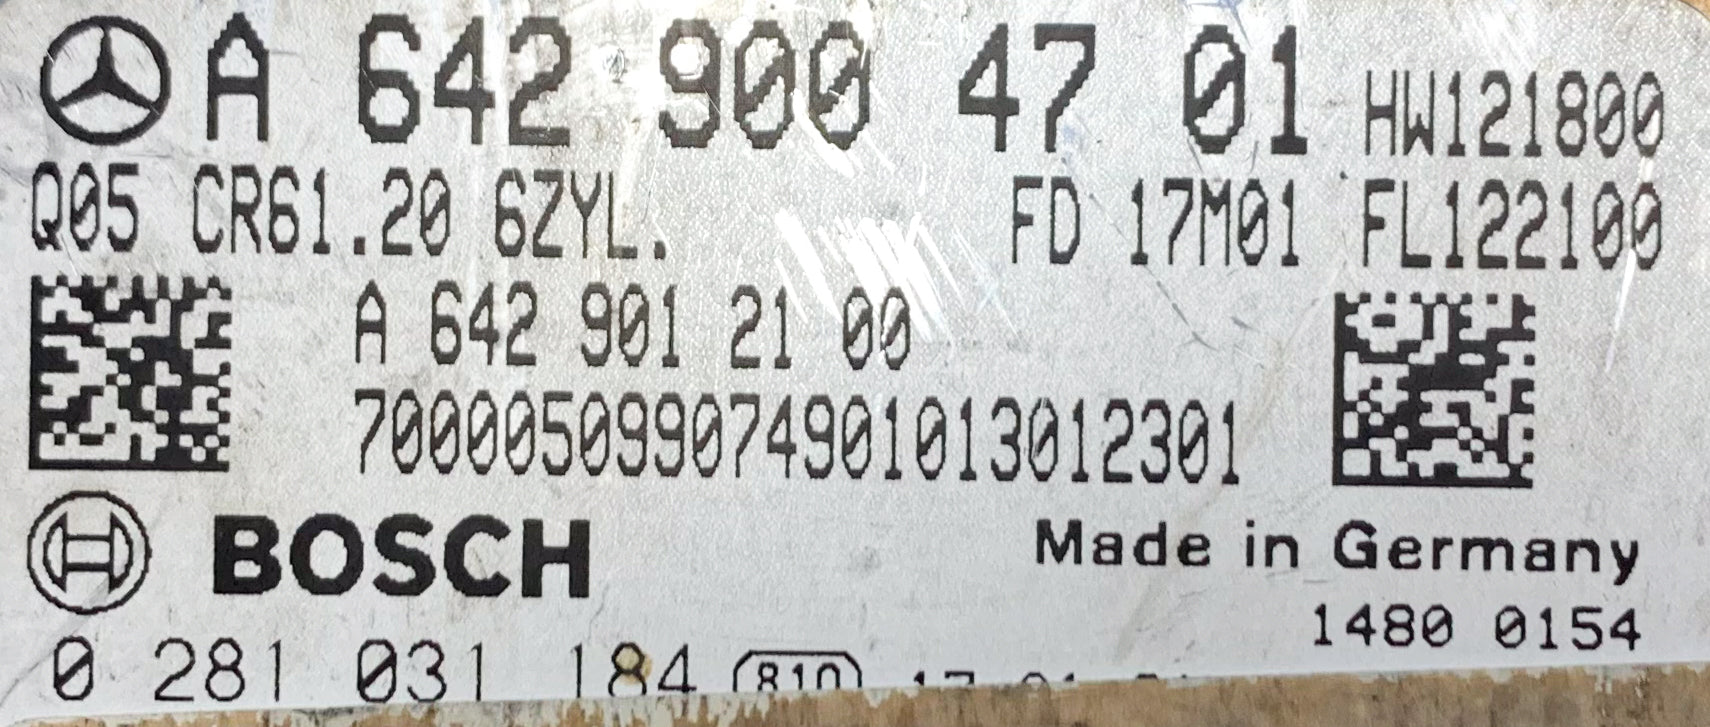 A 642 900 47 01 HW121800
Q05 CR61.20 6ZYL. FD 17M01 FL122100
A 642 901 21 00
700005099074901013012301
BOSCH
Made in Germany
1480 0154
0 281 031 184 810